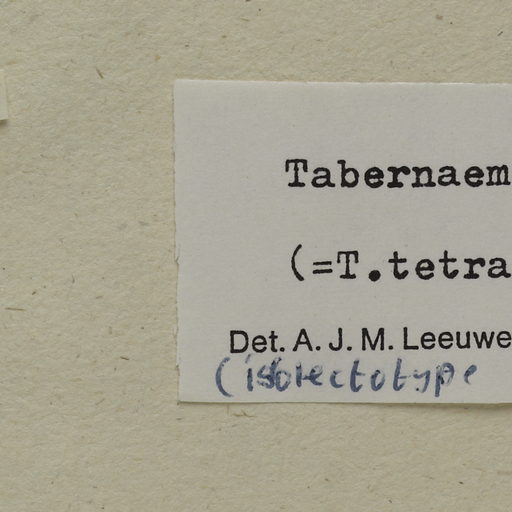 Tabernaem
(=T.tetra
Det. A. J. M. Leeuwe
(isolectotype